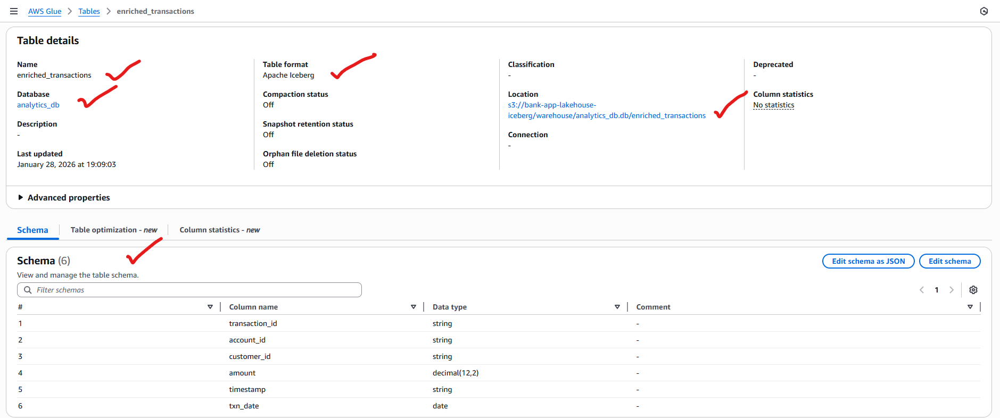 AWS Glue > Tables > enriched_transactions
Table details
Name
enriched_transactions
Database
analytics_db
Description
-
Last updated
January 28, 2026 at 19:09:03
Table format
Apache Iceberg
Compaction status
Off
Snapshot retention status
Off
Orphan file deletion status
Off
Classification
-
Location
s3://bank-app-lakehouse-
iceberg/warehouse/analytics_db.db/enriched_transactions
Connection
-
Deprecated
-
Column statistics
No statistics
Advanced properties
Schema Table optimization - new Column statistics - new
Schema (6)
Edit schema as JSON Edit schema
View and manage the table schema.
Filter schemas
1
# Column name Data type Comment
1 transaction_id string -
2 account_id string -
3 customer_id string -
4 amount decimal(12,2) -
5 timestamp string -
6 txn_date date -